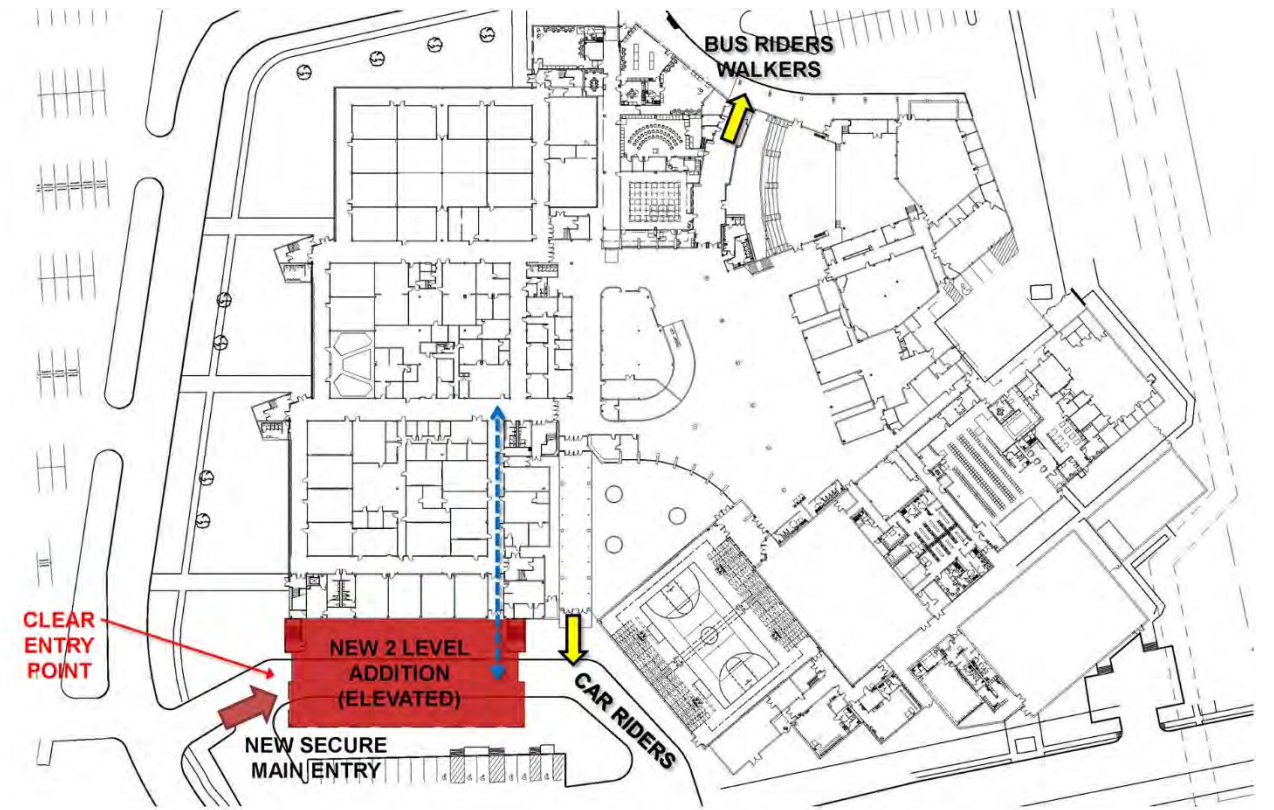 BUS RIDERS
WALKERS
CLEAR
ENTRY
POINT
NEW 2 LEVEL
ADDITION
(ELEVATED)
CAR RIDERS
NEW SECURE
MAIN ENTRY